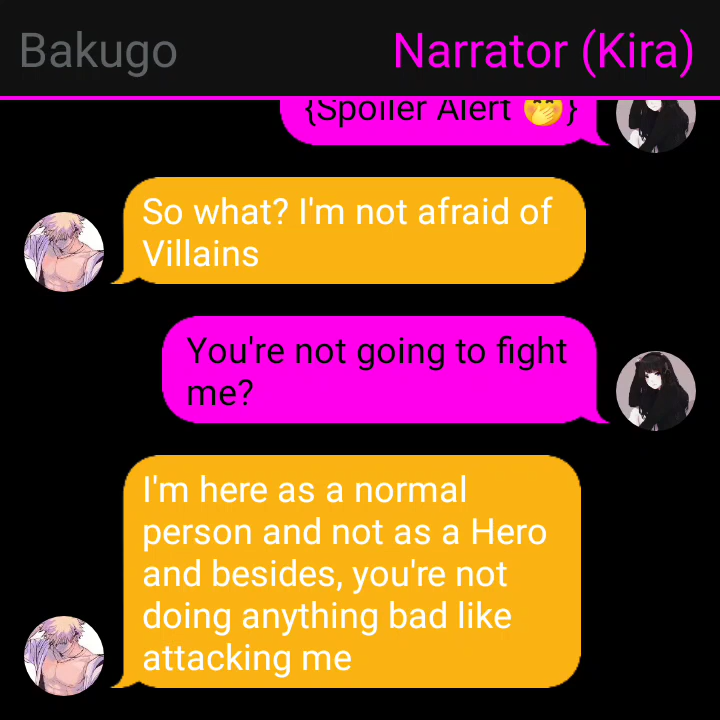 Bakugo
Narrator (Kira)
{Spoiler Alert 🤭}
So what? I'm not afraid of
Villains
You're not going to fight
me?
I'm here as a normal
person and not as a Hero
and besides, you're not
doing anything bad like
attacking me